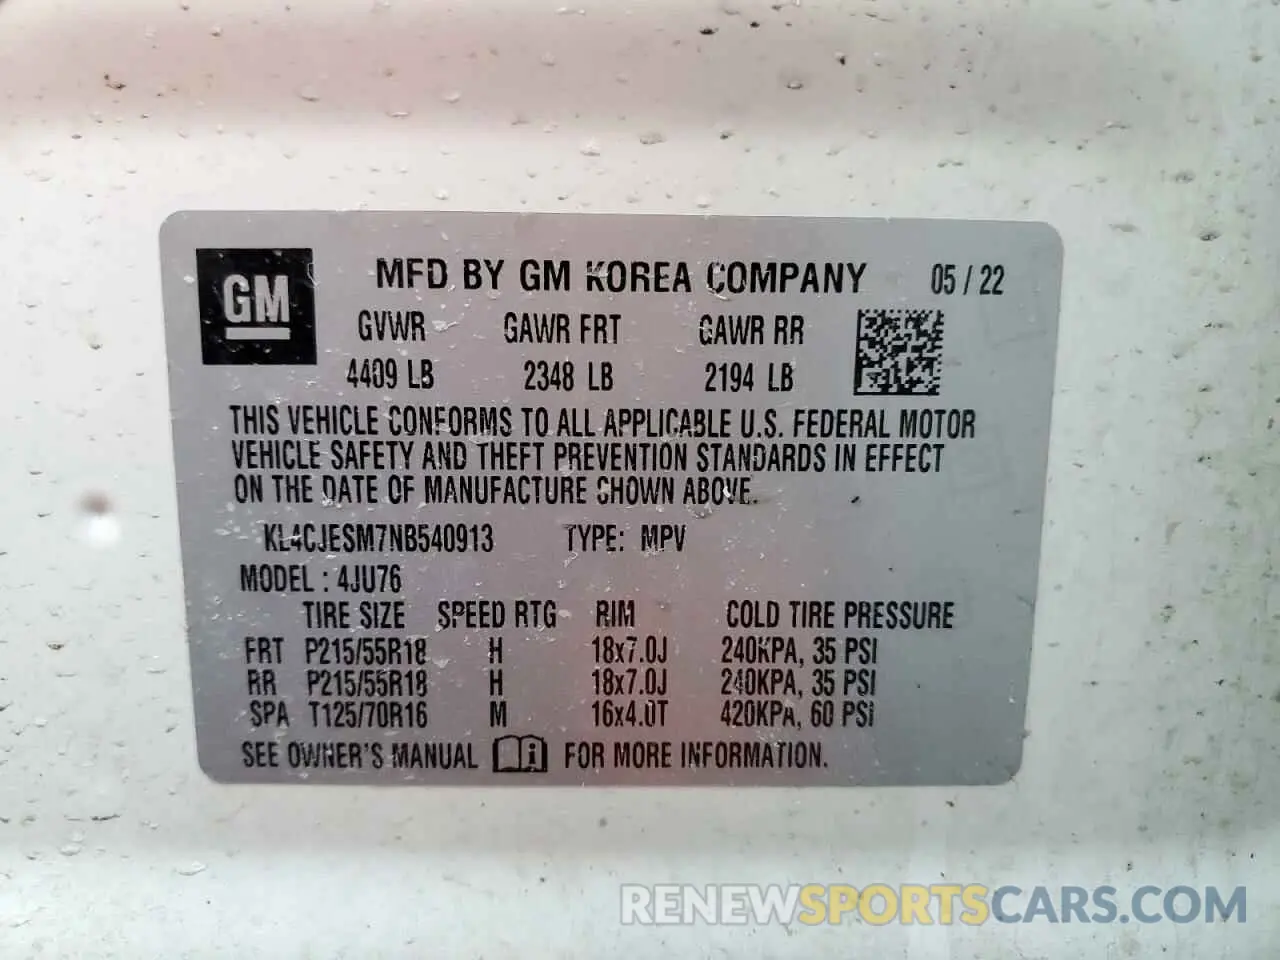 GM
MFD BY GM KOREA COMPANY 05 / 22
GVWR GAWR FRT GAWR RR
4409 LB 2348 LB 2194 LB
THIS VEHICLE CONFORMS TO ALL APPLICABLE U.S. FEDERAL MOTOR
VEHICLE SAFETY AND THEFT PREVENTION STANDARDS IN EFFECT
ON THE DATE OF MANUFACTURE SHOWN ABOVE.
KL4CJESM7NB540913 TYPE: MPV
MODEL : 4JU76
TIRE SIZE SPEED RTG RIM COLD TIRE PRESSURE
FRT P215/55R18 H 18x7.0J 240KPA, 35 PSI
RR P215/55R18 H 18x7.0J 240KPA, 35 PSI
SPA T125/70R16 M 16x4.0T 420KPA, 60 PSI
SEE OWNER'S MANUAL i FOR MORE INFORMATION.
RENEWSPORTSCARS.COM